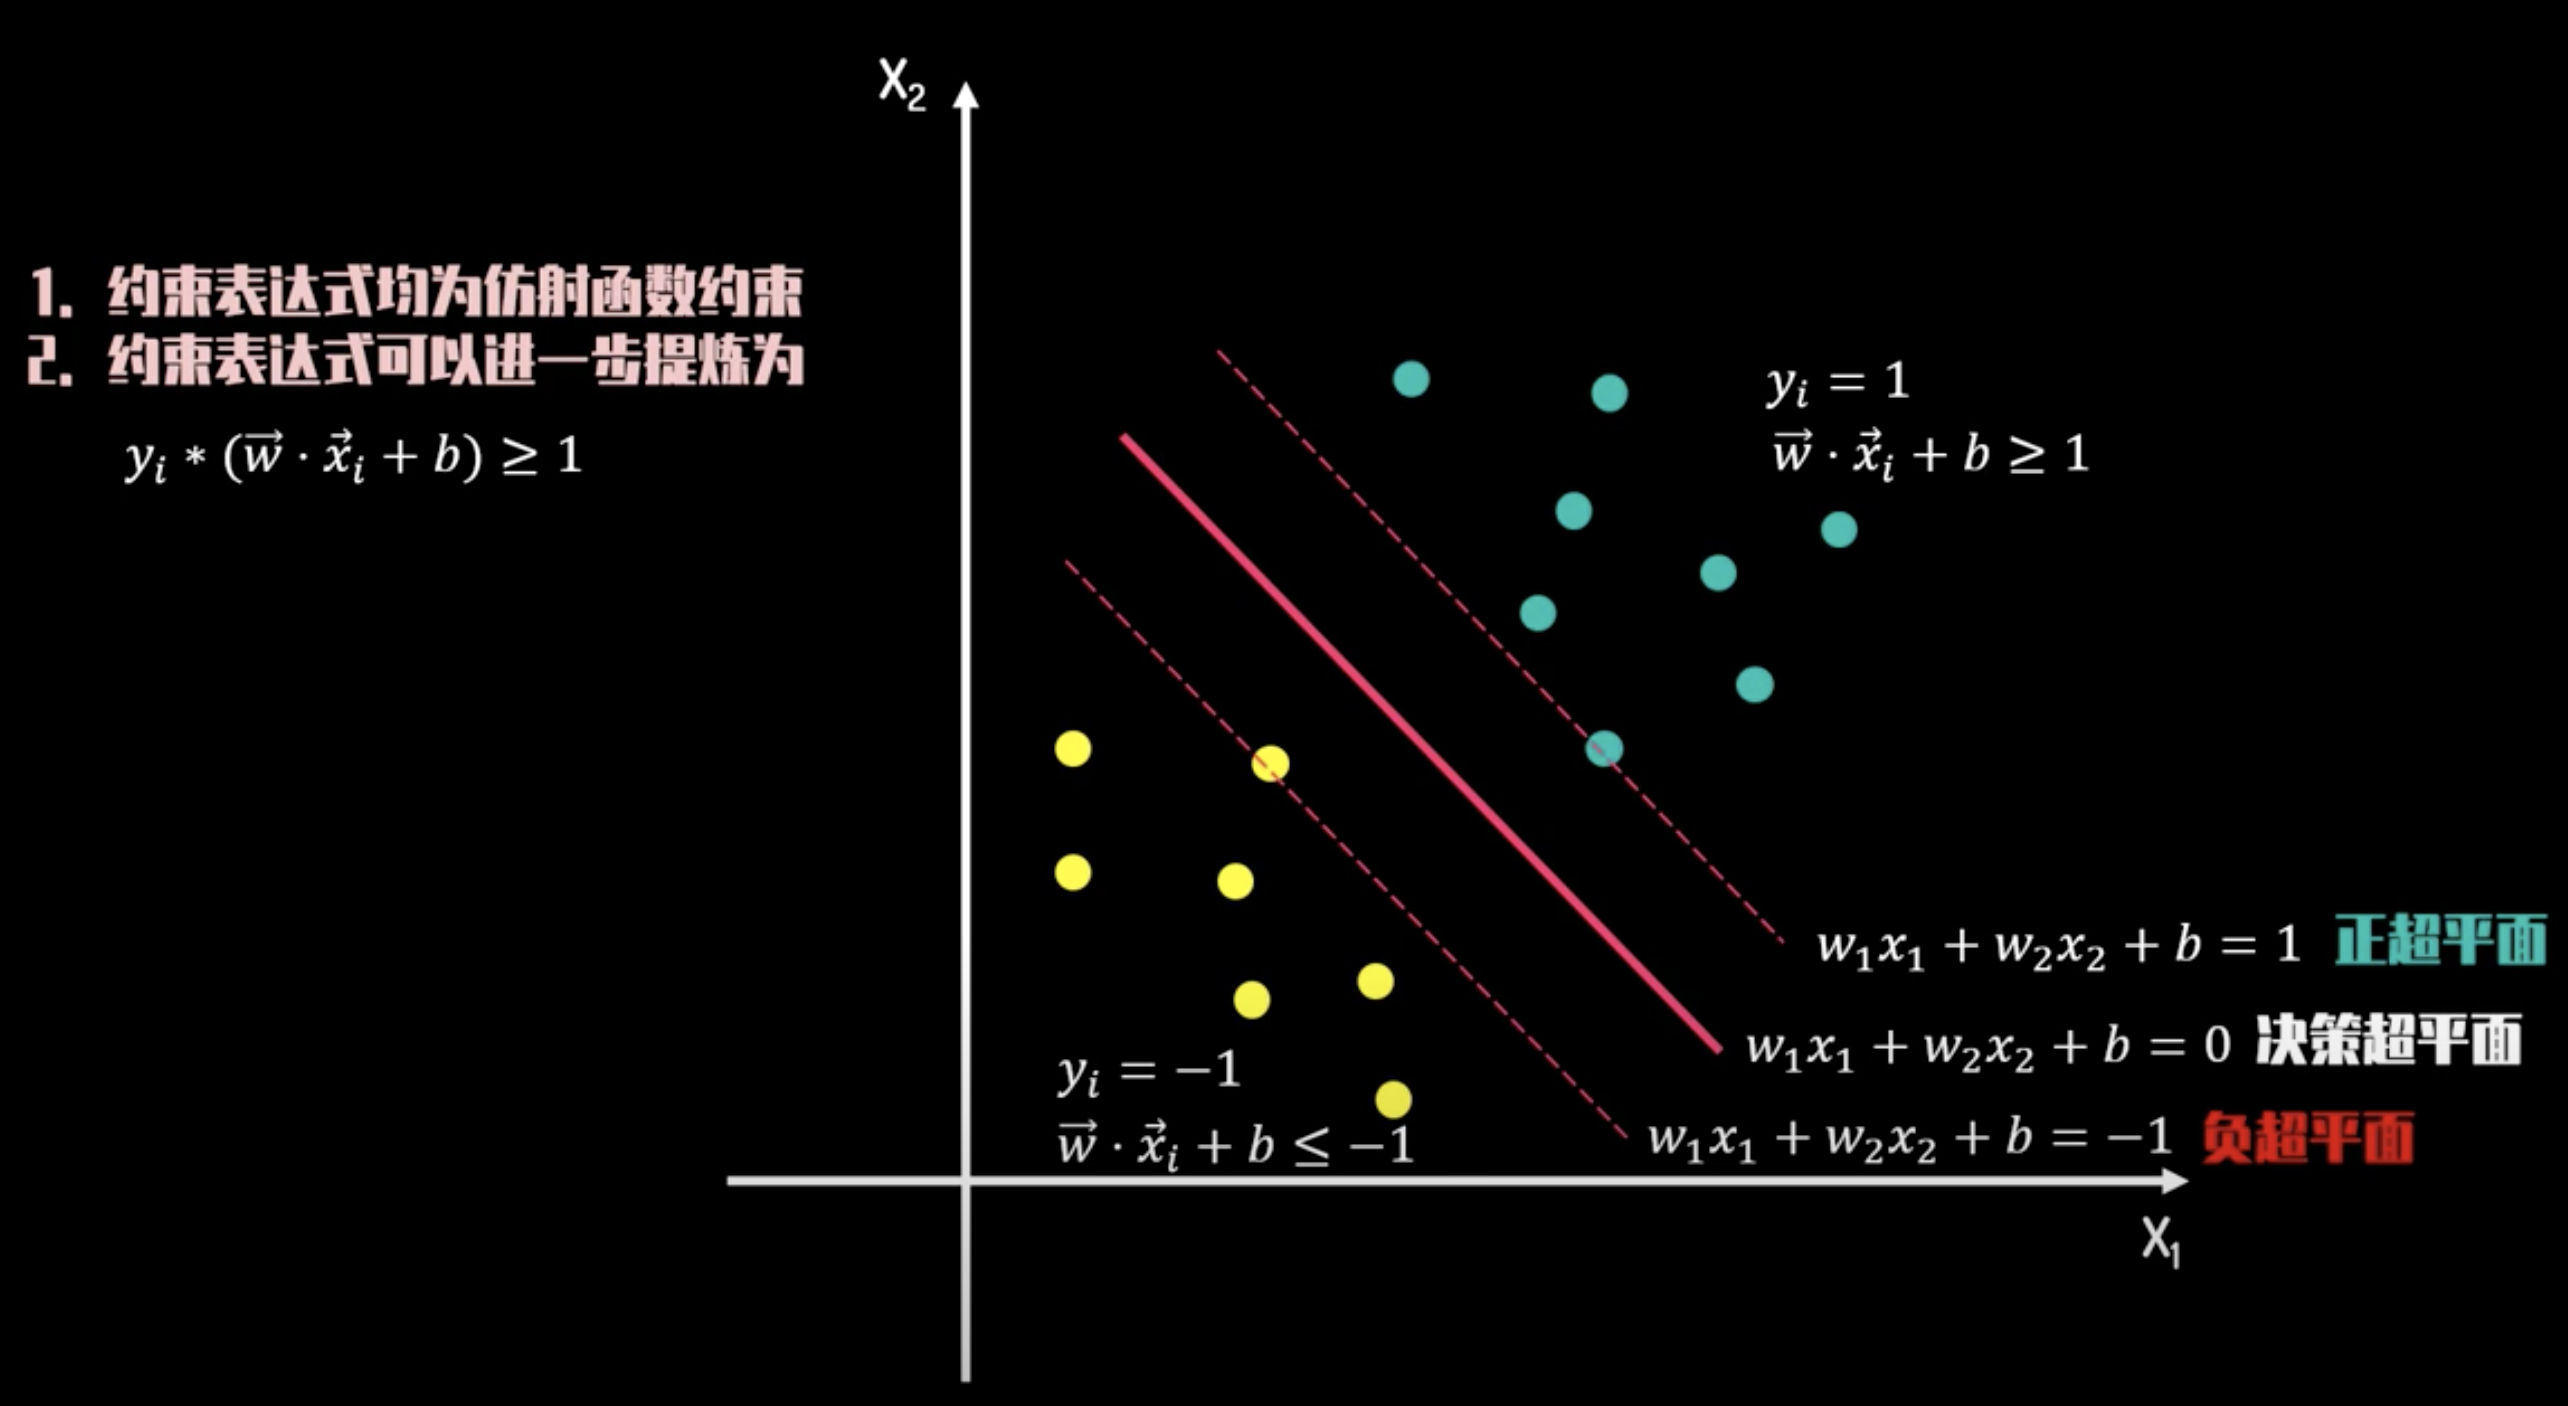 X₂
1. 约束表达式均为仿射函数约束
2. 约束表达式可以进一步提炼为
yᵢ * (w⃗ · x⃗ᵢ + b) ≥ 1
yᵢ = 1
w⃗ · x⃗ᵢ + b ≥ 1
w₁x₁ + w₂x₂ + b = 1 正超平面
w₁x₁ + w₂x₂ + b = 0 决策超平面
yᵢ = −1
w⃗ · x⃗ᵢ + b ≤ −1
w₁x₁ + w₂x₂ + b = −1 负超平面
X₁